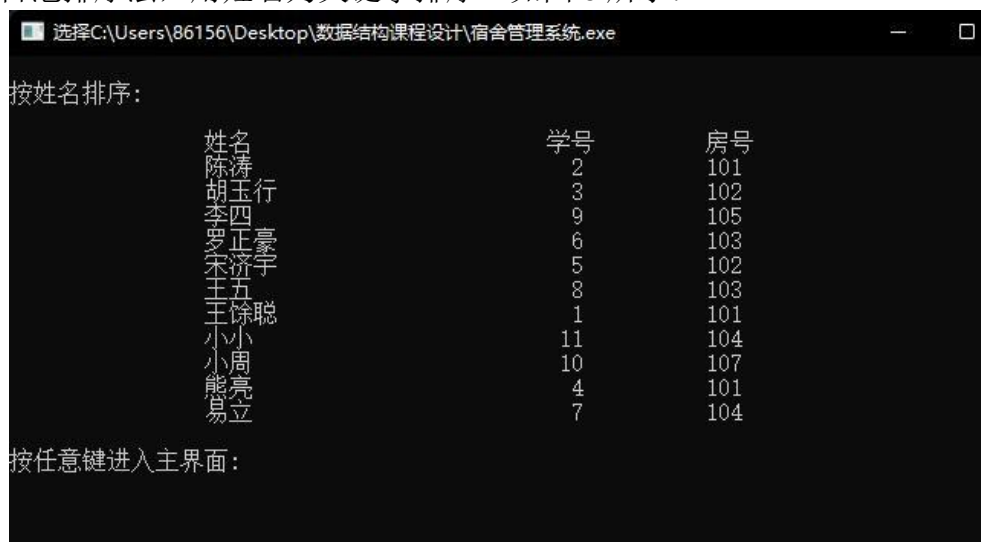 选择C:\Users\86156\Desktop\数据结构课程设计\宿舍管理系统.exe
按姓名排序:
姓名 学号 房号
陈涛 2 101
胡玉行 3 102
李四 9 105
罗正豪 6 103
宋济宇 5 102
王五 8 103
王馀聪 1 101
小小 11 104
小周 10 107
熊亮 4 101
易立 7 104
按任意键进入主界面: